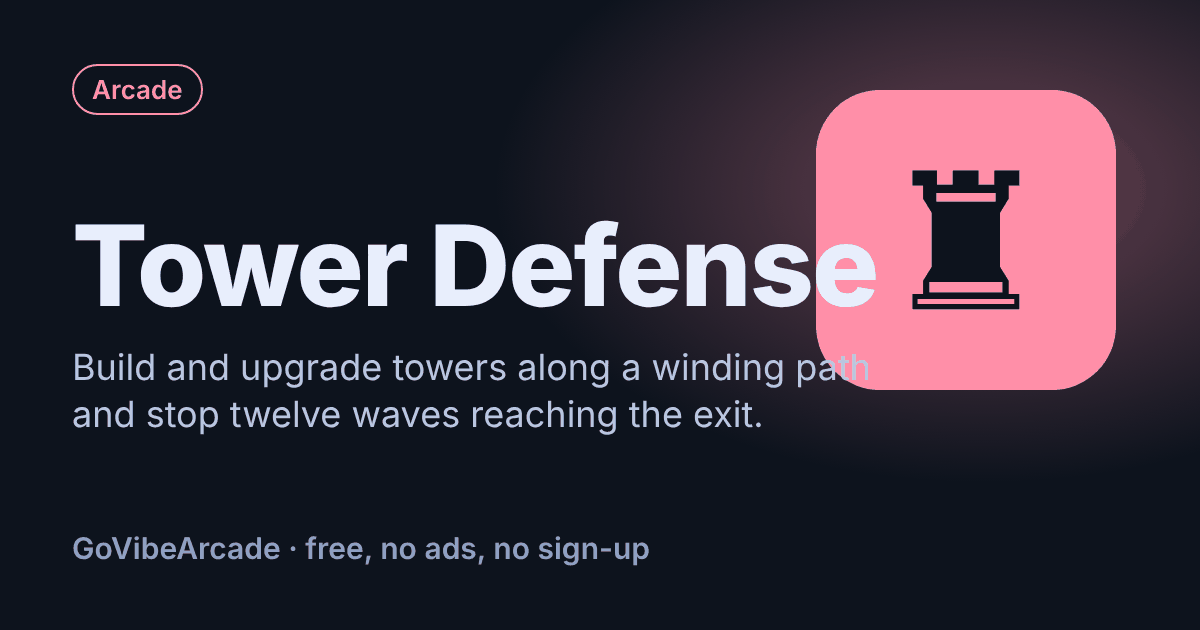 Arcade
Tower Defense
Build and upgrade towers along a winding path
and stop twelve waves reaching the exit.
GoVibeArcade · free, no ads, no sign-up